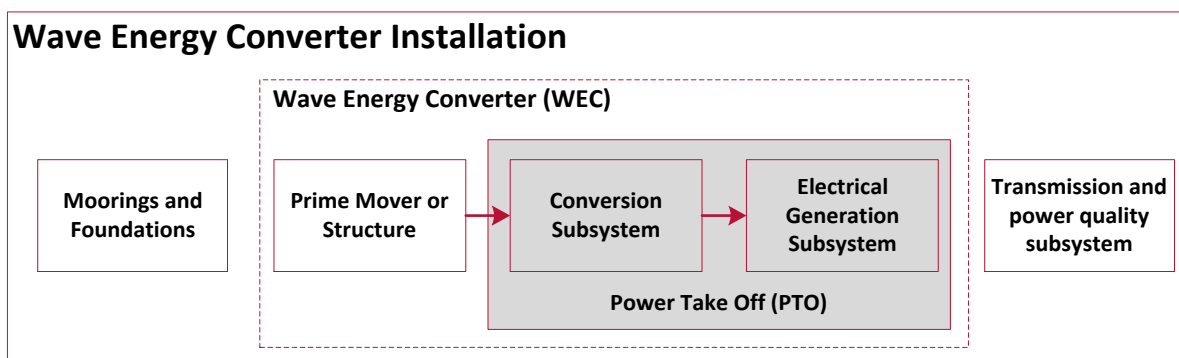 Wave Energy Converter Installation
Wave Energy Converter (WEC)
Moorings and
Foundations
Prime Mover or
Structure
Conversion
Subsystem
Electrical
Generation
Subsystem
Transmission and
power quality
subsystem
Power Take Off (PTO)